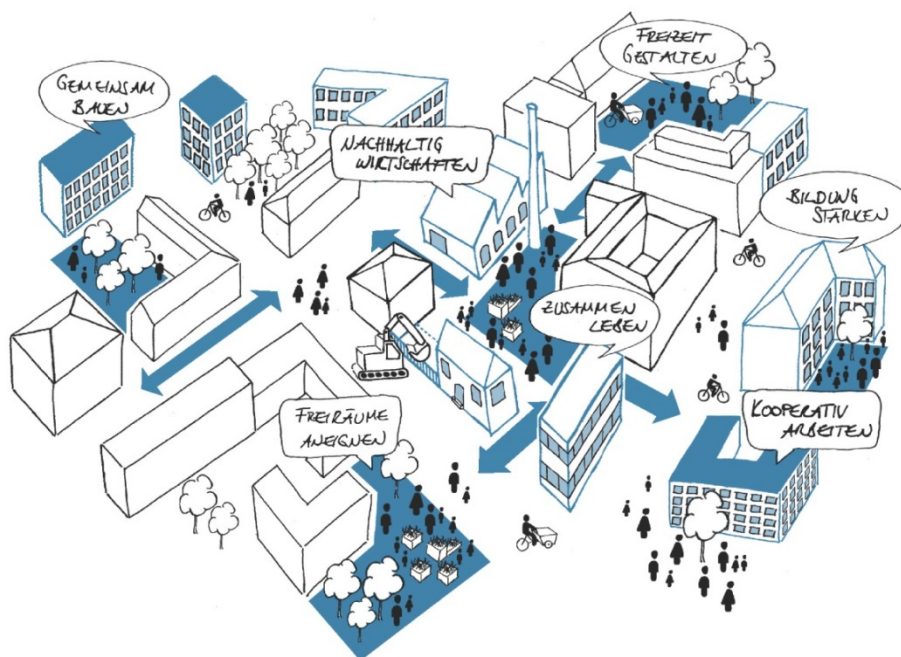 FREIZEIT
GESTALTEN
GEMEINSAM
BAUEN
NACHHALTIG
WIRTSCHAFTEN
BILDUNG
STÄRKEN
ZUSAMMEN
LEBEN
KOOPERATIV
ARBEITEN
FREIRÄUME
ANEIGNEN